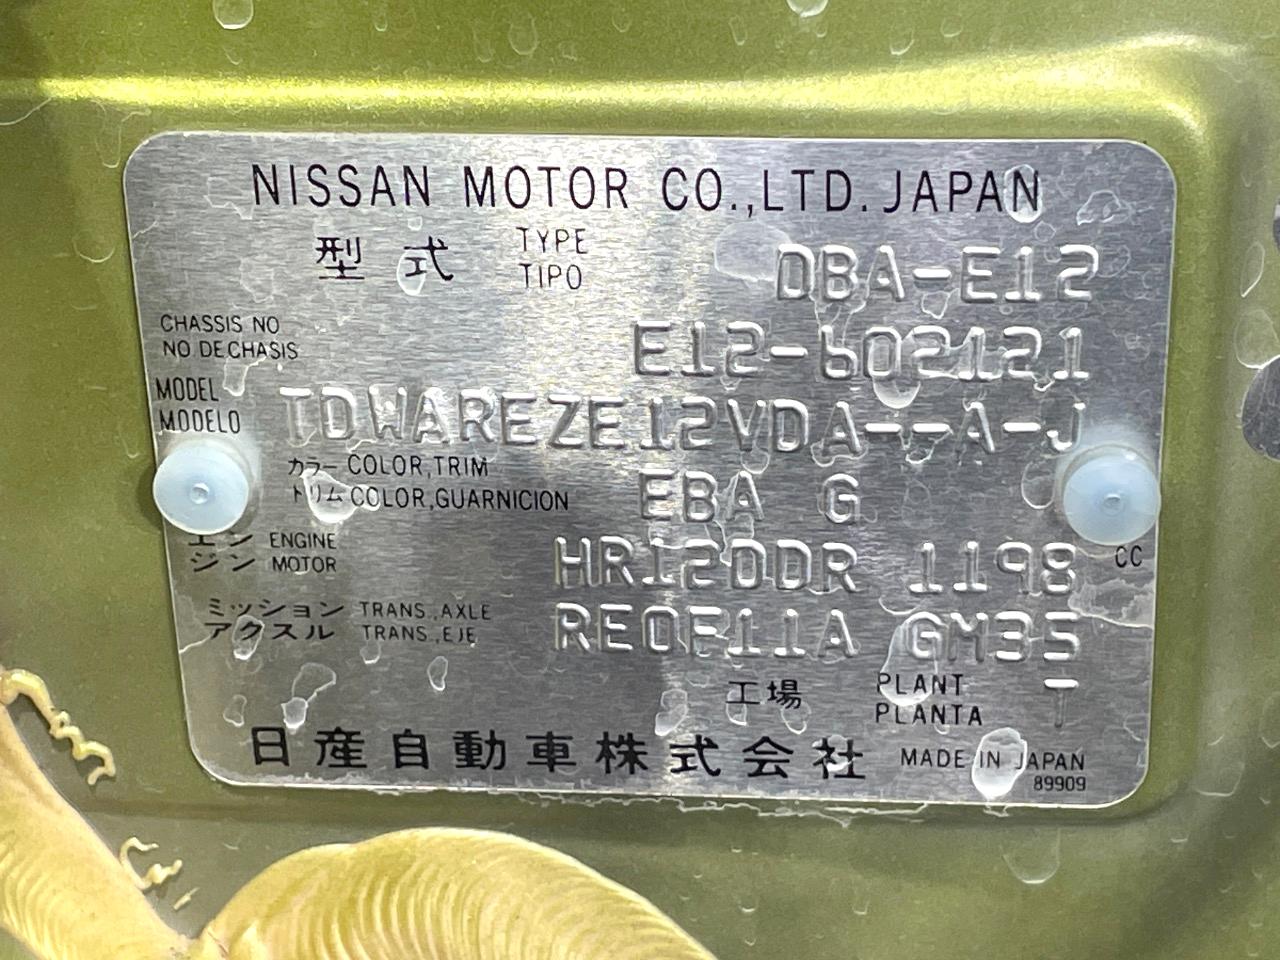 NISSAN MOTOR CO.,LTD. JAPAN
型式 TYPE TIPO DBA-E12
CHASSIS NO
NO DE CHASIS E12-602121
MODEL
MODELO TDWAREZE12VDA--A-J
カラー COLOR,TRIM
トリム COLOR,GUARNICION EBA G
エン ENGINE
ジン MOTOR HR12DDR 1198 CC
ミッション TRANS.,AXLE
アクスル TRANS.,EJE RE0F11A GM35
工場 PLANT PLANTA T
日産自動車株式会社 MADE IN JAPAN
89909